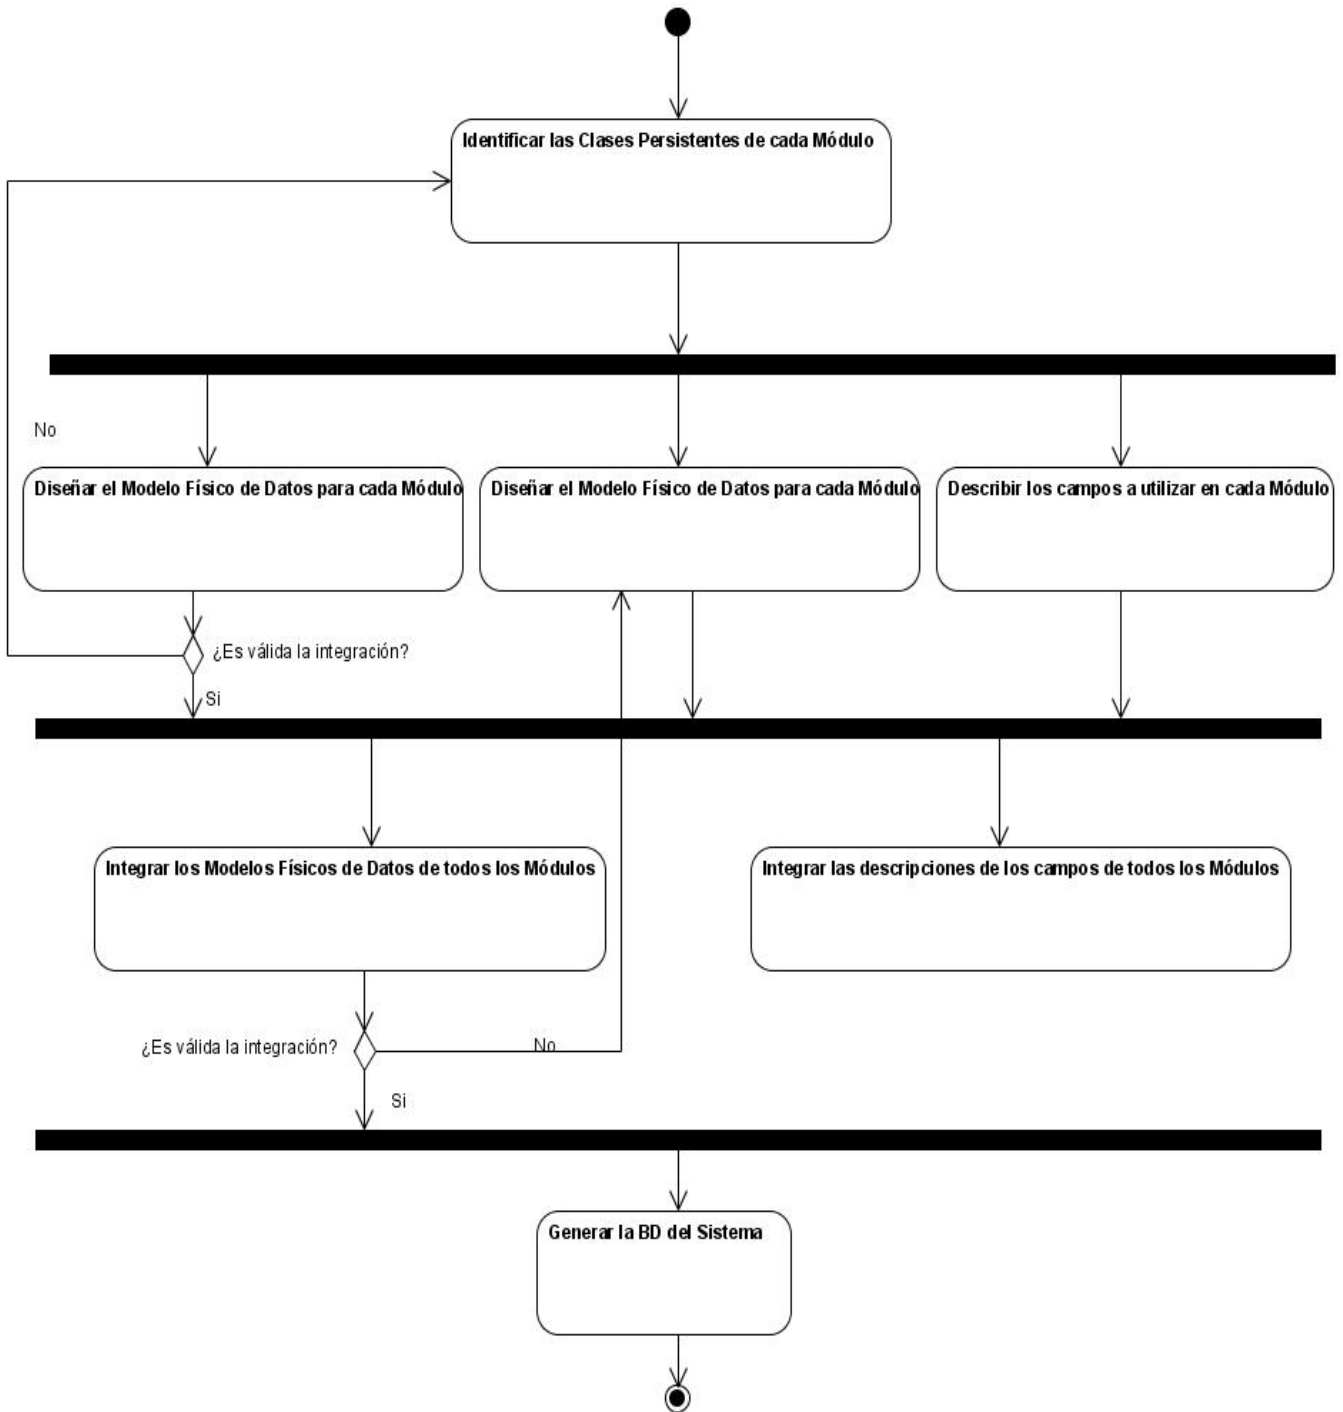 Identificar las Clases Persistentes de cada Módulo
No
Diseñar el Modelo Físico de Datos para cada Módulo
Diseñar el Modelo Físico de Datos para cada Módulo
Describir los campos a utilizar en cada Módulo
¿Es válida la integración?
Si
Integrar los Modelos Físicos de Datos de todos los Módulos
Integrar las descripciones de los campos de todos los Módulos
¿Es válida la integración?
No
Si
Generar la BD del Sistema